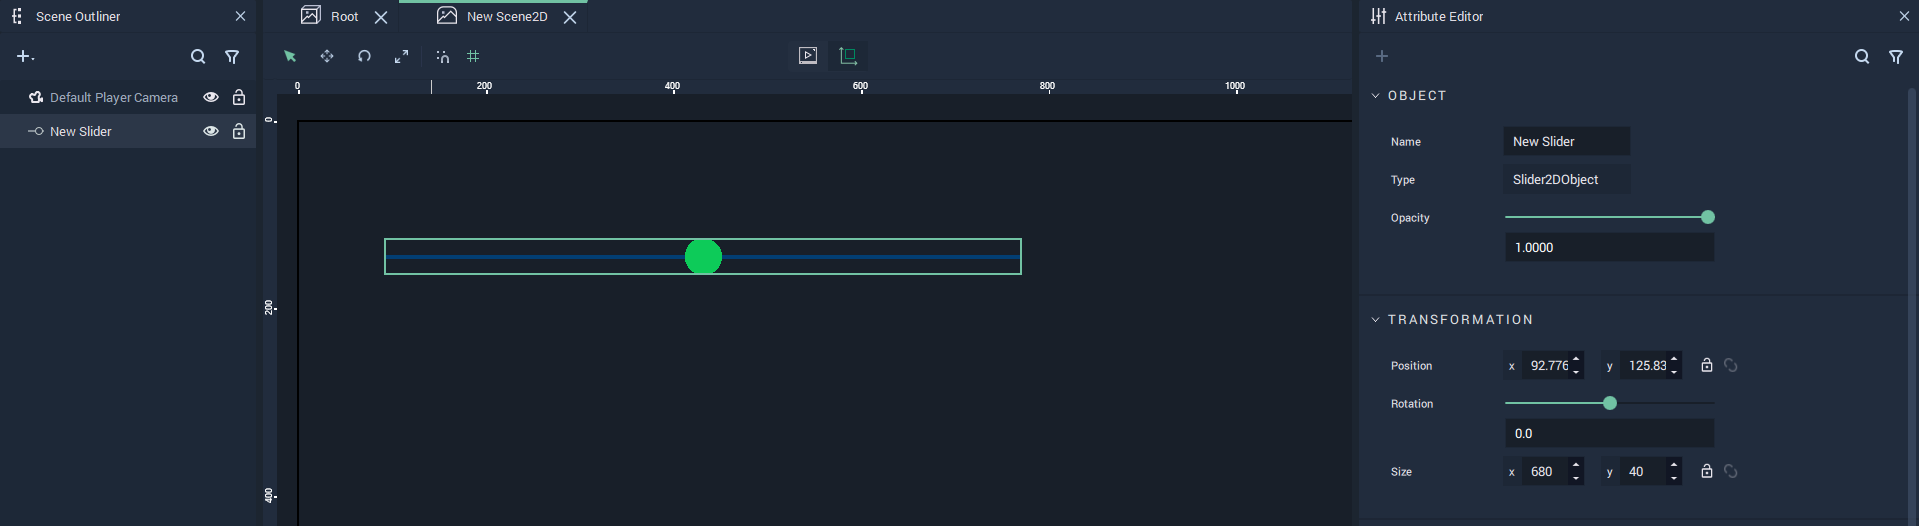 Scene Outliner
Root
New Scene2D
Attribute Editor
0 200 400 600 800 1000
Default Player Camera
New Slider
0
200
400
OBJECT
Name New Slider
Type Slider2DObject
Opacity
1.0000
TRANSFORMATION
Position x 92.776 y 125.83
Rotation
0.0
Size x 680 y 40